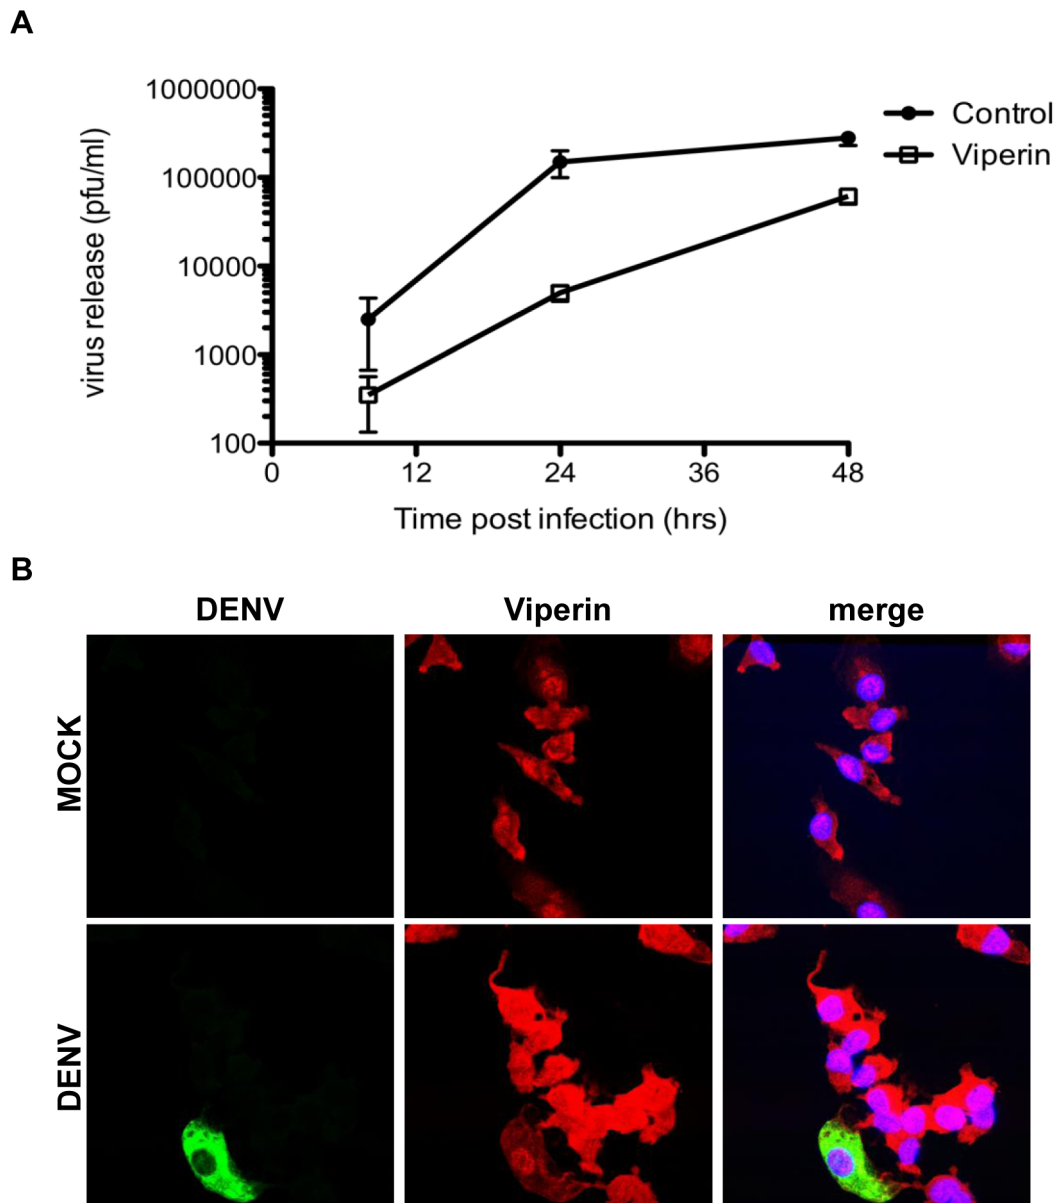 A
1000000
100000
10000
1000
100
virus release (pfu/ml)
0 12 24 36 48
Time post infection (hrs)
Control
Viperin
B
DENV Viperin merge
MOCK
DENV